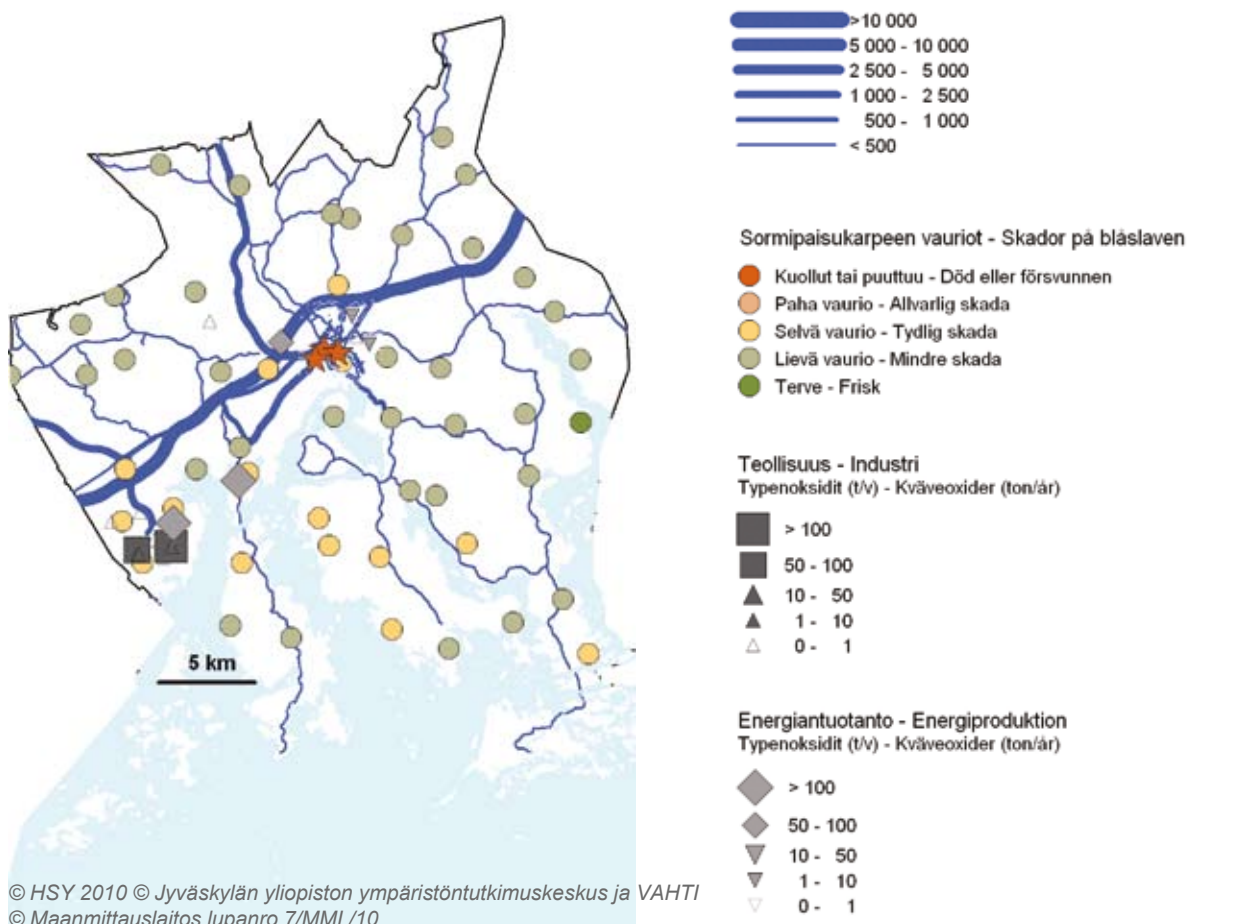 >10 000
5 000 - 10 000
2 500 - 5 000
1 000 - 2 500
500 - 1 000
< 500
Sormipaisukarpeen vauriot - Skador på blåslaven
Kuollut tai puuttuu - Död eller försvunnen
Paha vaurio - Allvarlig skada
Selvä vaurio - Tydlig skada
Lievä vaurio - Mindre skada
Terve - Frisk
Teollisuus - Industri
Typenoksidit (t/v) - Kväveoxider (ton/år)
> 100
50 - 100
10 - 50
1 - 10
0 - 1
Energiantuotanto - Energiproduktion
Typenoksidit (t/v) - Kväveoxider (ton/år)
> 100
50 - 100
10 - 50
1 - 10
0 - 1
5 km
© HSY 2010 © Jyväskylän yliopiston ympäristöntutkimuskeskus ja VAHTI
© Maanmittauslaitos lupanro 7/MML/10